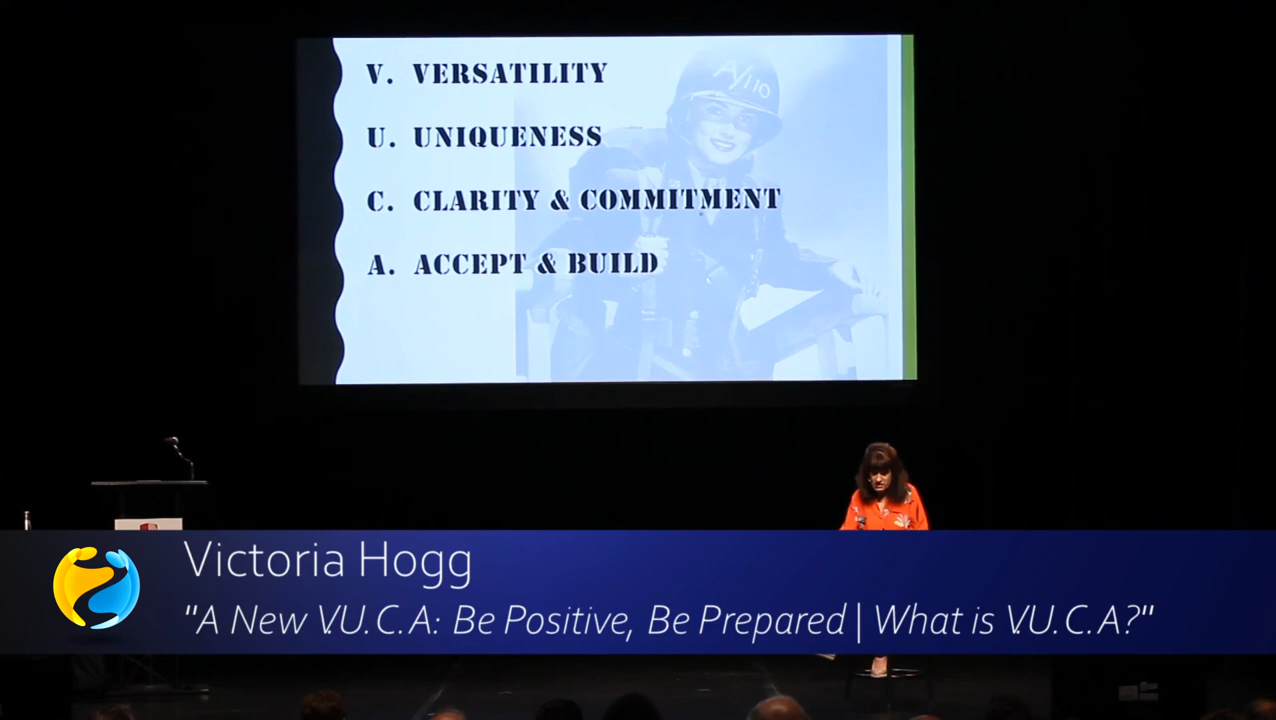 V. VERSATILITY
U. UNIQUENESS
C. CLARITY & COMMITMENT
A. ACCEPT & BUILD
Victoria Hogg
"A New V.U.C.A: Be Positive, Be Prepared | What is V.U.C.A?"